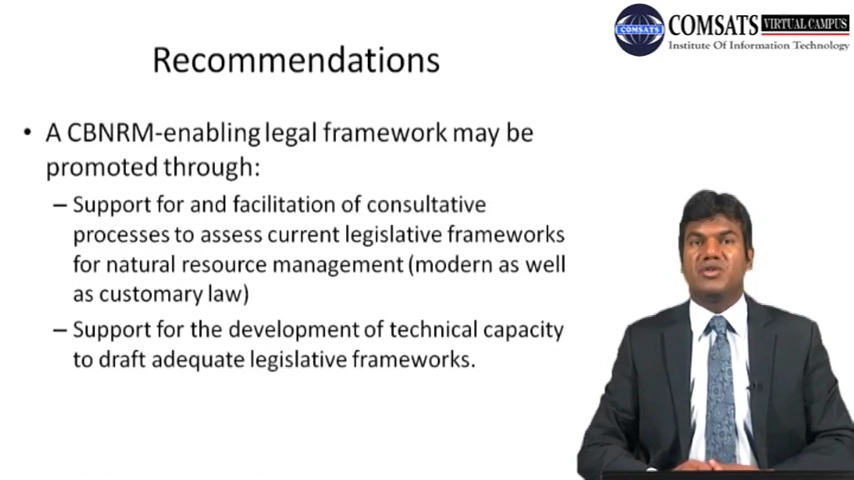 COMSATS
COMSATS VIRTUAL CAMPUS
Institute Of Information Technology
Recommendations
• A CBNRM-enabling legal framework may be
promoted through:
– Support for and facilitation of consultative
processes to assess current legislative frameworks
for natural resource management (modern as well
as customary law)
– Support for the development of technical capacity
to draft adequate legislative frameworks.